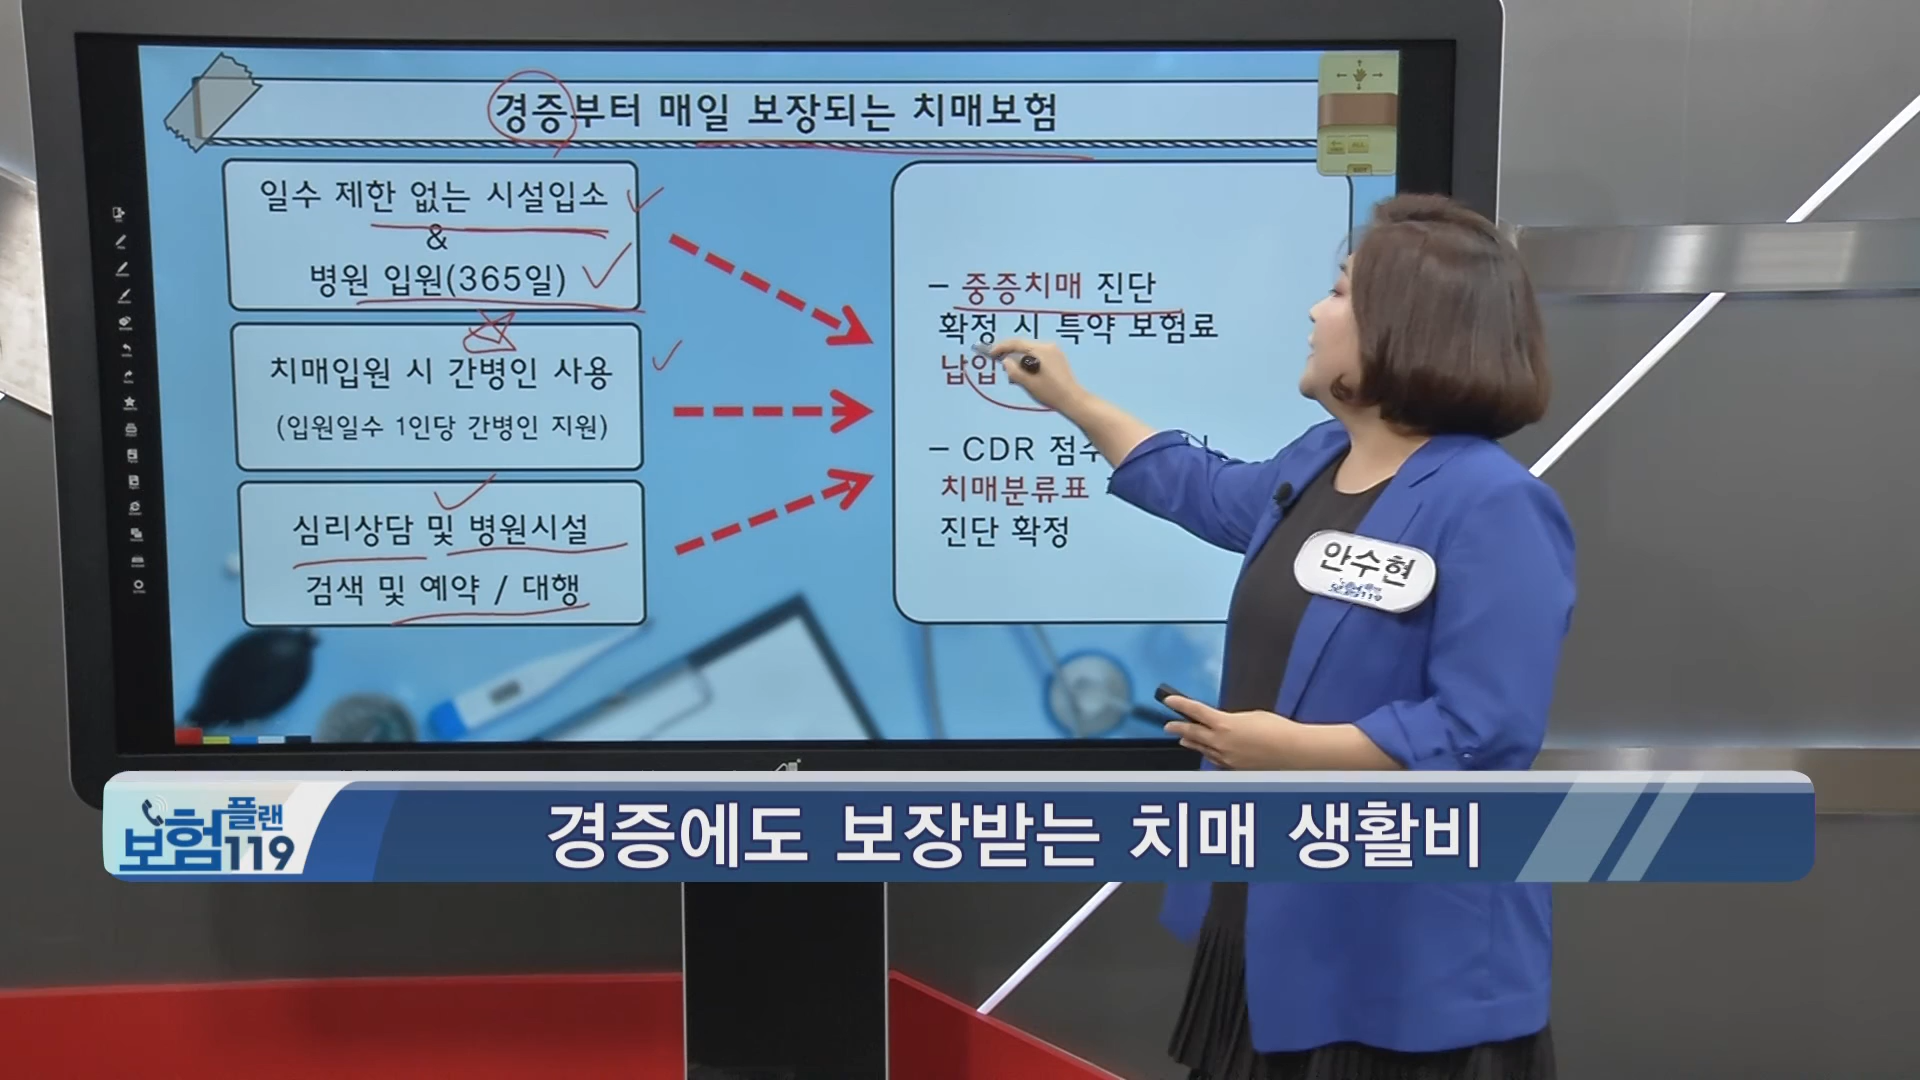 경증부터 매일 보장되는 치매보험
일수 제한 없는 시설입소
&
병원 입원(365일)
치매입원 시 간병인 사용
(입원일수 1인당 간병인 지원)
심리상담 및 병원시설
검색 및 예약 / 대행
– 중증치매 진단
확정 시 특약 보험료
납입
– CDR 점수
치매분류표
진단 확정
안수현
보험플랜119
경증에도 보장받는 치매 생활비